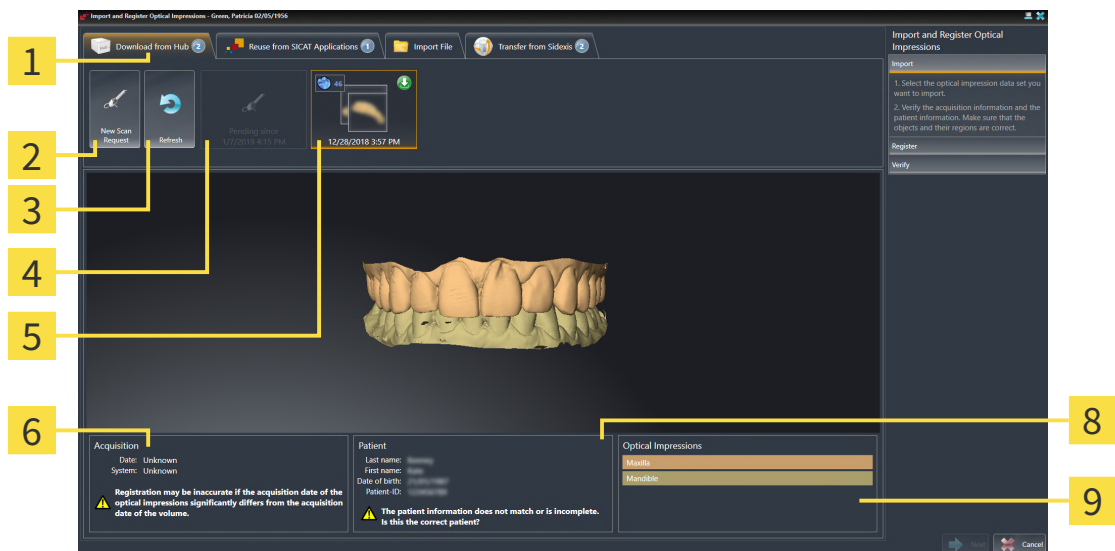 Import and Register Optical Impressions - Green, Patricia 02/05/1956
Download from Hub 2
Reuse from SICAT Applications 1
Import File
Transfer from Sidexis 2
New Scan
Request
Refresh
Pending since
1/7/2019 4:15 PM
46
12/28/2018 3:57 PM
Import and Register Optical
Impressions
Import
1. Select the optical impression data set you
want to import.
2. Verify the acquisition information and the
patient information. Make sure that the
objects and their regions are correct.
Register
Verify
1
2
3
4
5
6
8
9
Acquisition
Date: Unknown
System: Unknown
Registration may be inaccurate if the acquisition date of the
optical impressions significantly differs from the acquisition
date of the volume.
Patient
Last name:
First name:
Date of birth:
Patient-ID:
The patient information does not match or is incomplete.
Is this the correct patient?
Optical Impressions
Maxilla
Mandible
Next
Cancel